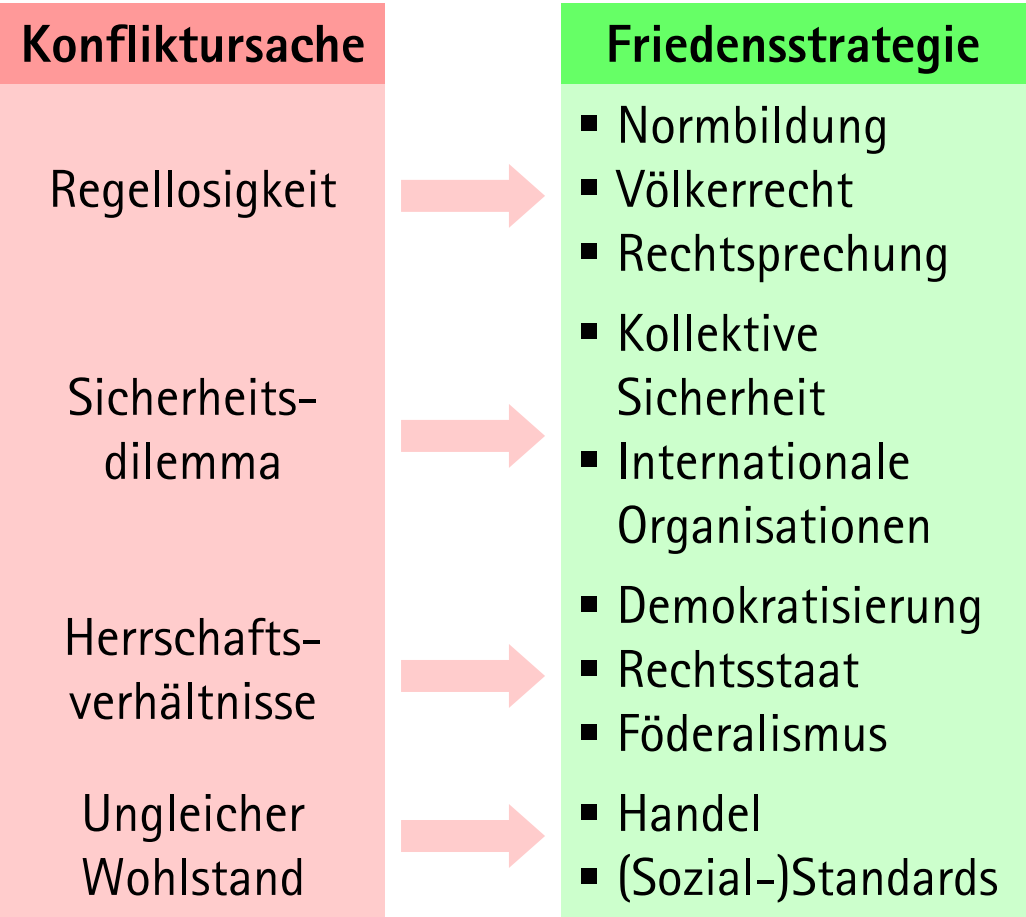 Konfliktursache
Friedensstrategie
Regellosigkeit
▪ Normbildung
▪ Völkerrecht
▪ Rechtsprechung
Sicherheits-
dilemma
▪ Kollektive
Sicherheit
▪ Internationale
Organisationen
Herrschafts-
verhältnisse
▪ Demokratisierung
▪ Rechtsstaat
▪ Föderalismus
Ungleicher
Wohlstand
▪ Handel
▪ (Sozial-)Standards